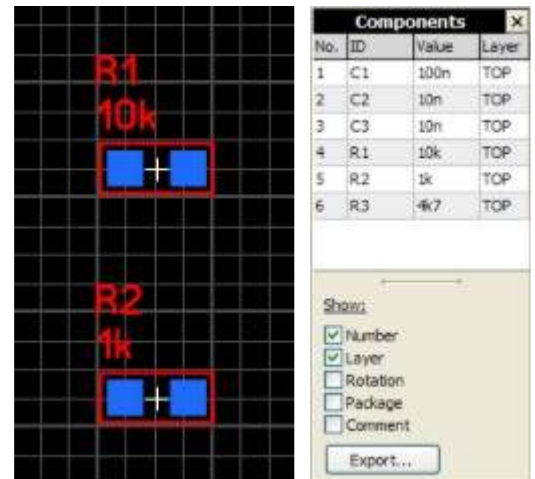 R1
10k
R2
1k
Components
No. ID Value Layer
1 C1 100n TOP
2 C2 10n TOP
3 C3 10n TOP
4 R1 10k TOP
5 R2 1k TOP
6 R3 4k7 TOP
Show:
Number
Layer
Rotation
Package
Comment
Export...